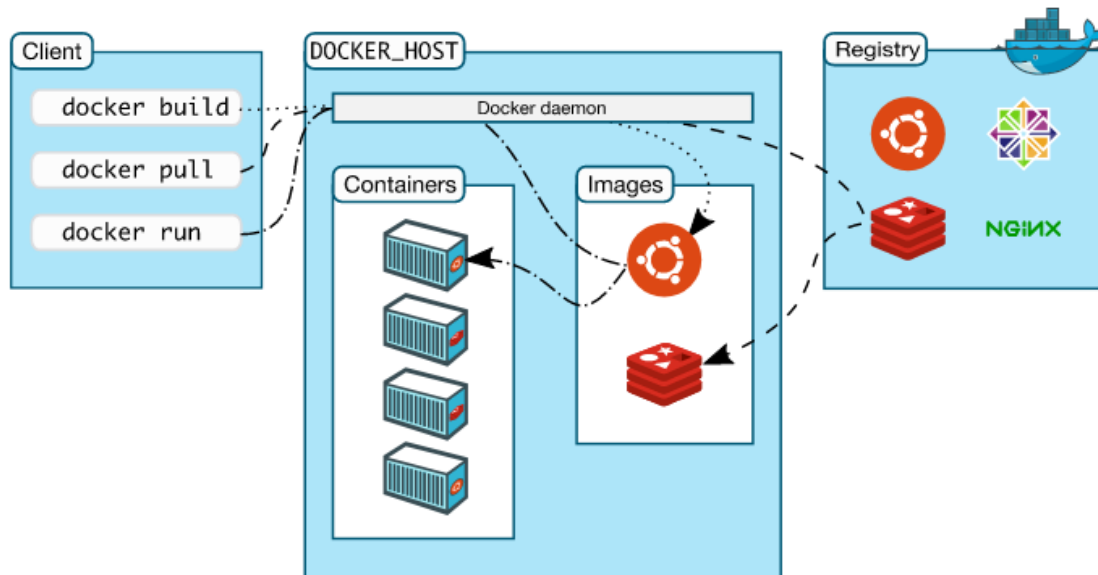 Client
docker build
docker pull
docker run
DOCKER_HOST
Docker daemon
Containers
Images
Registry
NGINX